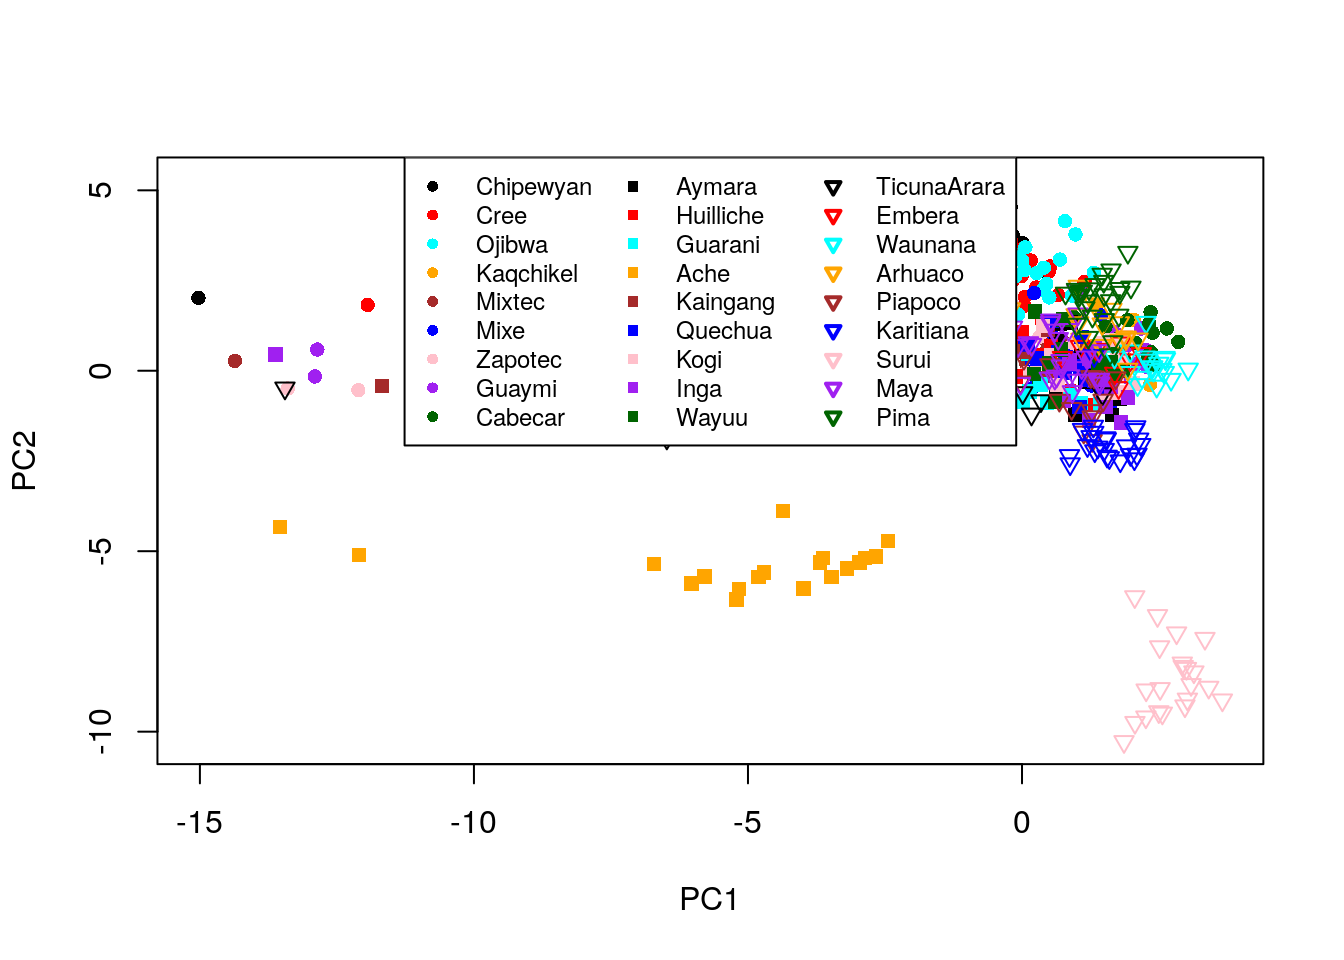 5
0
-5
-10
PC2
Chipewyan Aymara TicunaArara
Cree Huilliche Embera
Ojibwa Guarani Waunana
Kaqchikel Ache Arhuaco
Mixtec Kaingang Piapoco
Mixe Quechua Karitiana
Zapotec Kogi Surui
Guaymi Inga Maya
Cabecar Wayuu Pima
-15 -10 -5 0
PC1